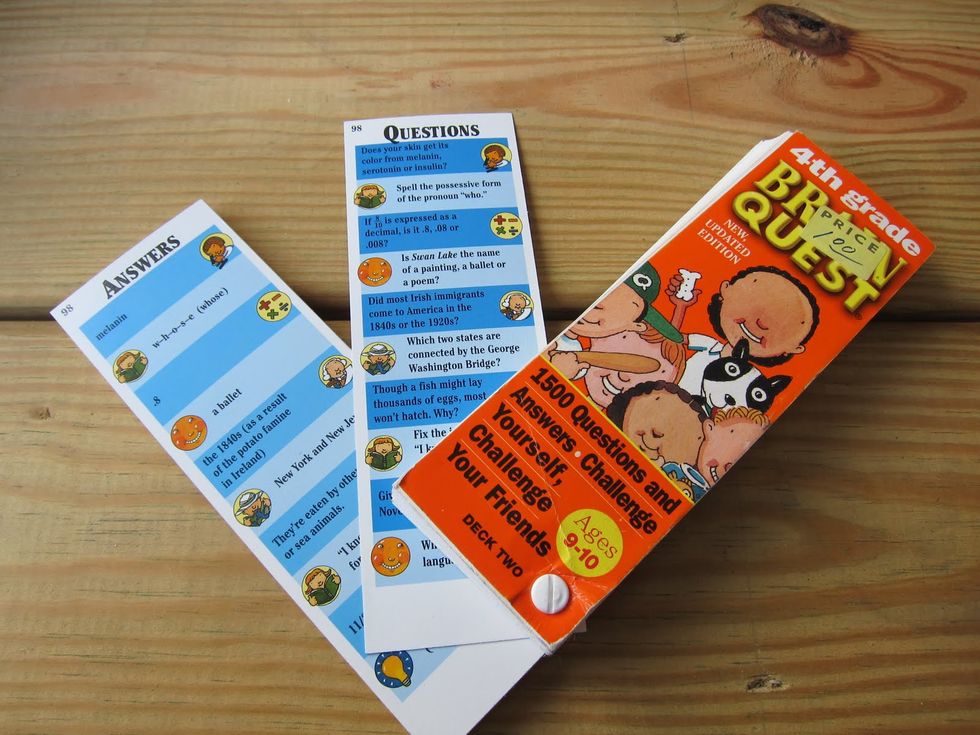 98
ANSWERS
melanin
w–h–o–s–e (whose)
.8
a ballet
the 1840s (as a result
of the potato famine
in Ireland)
New York and New
They're eaten by other
or sea animals.
98
QUESTIONS
Does your skin get its
color from melanin,
serotonin or insulin?
Spell the possessive form
of the pronoun "who."
If 8/10 is expressed as a
decimal, is it .8, .08 or
.008?
Is Swan Lake the name
of a painting, a ballet or
a poem?
Did most Irish immigrants
come to America in the
1840s or the 1920s?
Which two states are
connected by the George
Washington Bridge?
Though a fish might lay
thousands of eggs, most
won't hatch. Why?
Fix the
4th grade
BRAIN
QUEST
PRICE
1.00
NEW,
UPDATED
EDITION
1500 Questions and
Answers • Challenge
Yourself,
Challenge
Your Friends
DECK TWO
Ages
9-10